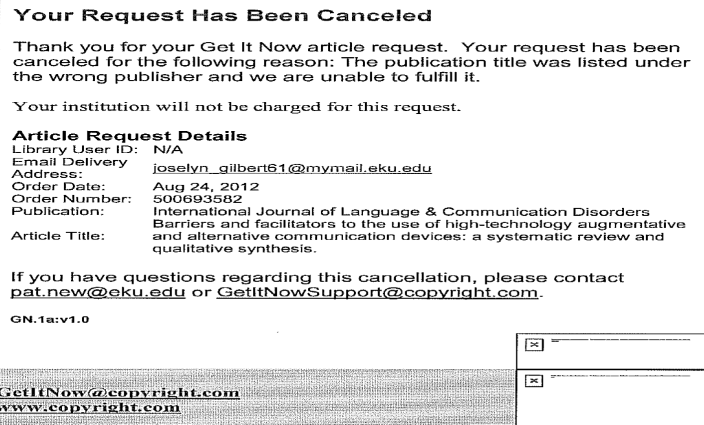 Your Request Has Been Canceled
Thank you for your Get It Now article request. Your request has been
canceled for the following reason: The publication title was listed under
the wrong publisher and we are unable to fulfill it.
Your institution will not be charged for this request.
Article Request Details
Library User ID: N/A
Email Delivery
Address: joselyn_gilbert61@mymail.eku.edu
Order Date: Aug 24, 2012
Order Number: 500693582
Publication: International Journal of Language & Communication Disorders
Barriers and facilitators to the use of high-technology augmentative
Article Title: and alternative communication devices: a systematic review and
qualitative synthesis.
If you have questions regarding this cancellation, please contact
pat.new@eku.edu or GetItNowSupport@copyright.com.
GN.1a:v1.0
GetItNow@copyright.com
www.copyright.com